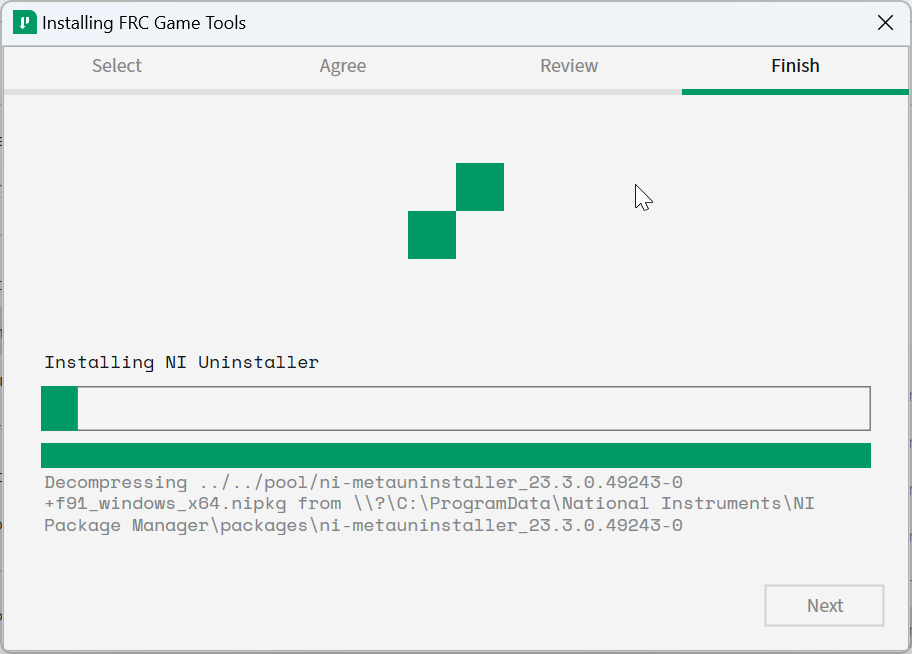 Installing FRC Game Tools
Select
Agree
Review
Finish
Installing NI Uninstaller
Decompressing ../../pool/ni-metauninstaller_23.3.0.49243-0
+f91_windows_x64.nipkg from \\?\C:\ProgramData\National Instruments\NI
Package Manager\packages\ni-metauninstaller_23.3.0.49243-0
Next